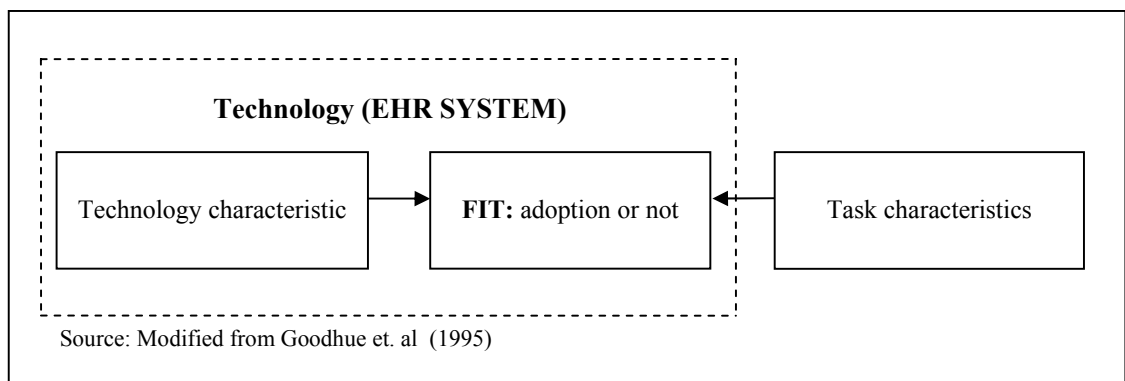 Technology (EHR SYSTEM)
Technology characteristic
FIT: adoption or not
Task characteristics
Source: Modified from Goodhue et. al (1995)